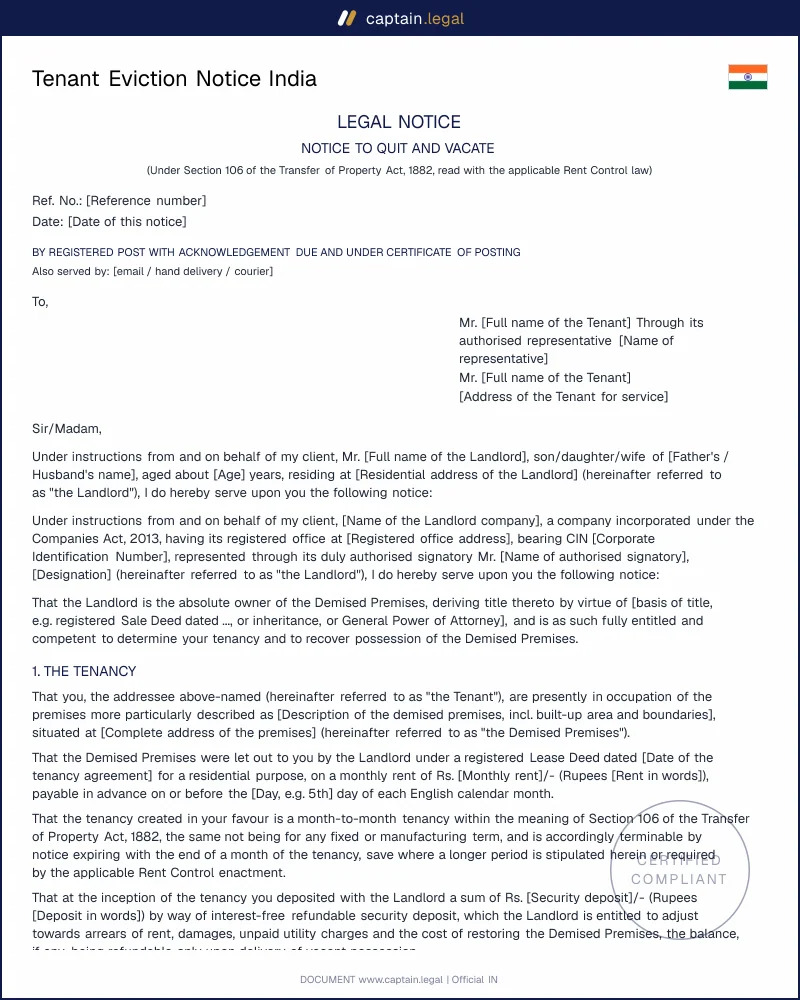 captain.legal
Tenant Eviction Notice India
LEGAL NOTICE
NOTICE TO QUIT AND VACATE
(Under Section 106 of the Transfer of Property Act, 1882, read with the applicable Rent Control law)
Ref. No.: [Reference number]
Date: [Date of this notice]
BY REGISTERED POST WITH ACKNOWLEDGEMENT DUE AND UNDER CERTIFICATE OF POSTING
Also served by: [email / hand delivery / courier]
To,
Mr. [Full name of the Tenant] Through its
authorised representative [Name of
representative]
Mr. [Full name of the Tenant]
[Address of the Tenant for service]
Sir/Madam,
Under instructions from and on behalf of my client, Mr. [Full name of the Landlord], son/daughter/wife of [Father's /
Husband's name], aged about [Age] years, residing at [Residential address of the Landlord] (hereinafter referred to
as "the Landlord"), I do hereby serve upon you the following notice:
Under instructions from and on behalf of my client, [Name of the Landlord company], a company incorporated under the
Companies Act, 2013, having its registered office at [Registered office address], bearing CIN [Corporate
Identification Number], represented through its duly authorised signatory Mr. [Name of authorised signatory],
[Designation] (hereinafter referred to as "the Landlord"), I do hereby serve upon you the following notice:
That the Landlord is the absolute owner of the Demised Premises, deriving title thereto by virtue of [basis of title,
e.g. registered Sale Deed dated ..., or inheritance, or General Power of Attorney], and is as such fully entitled and
competent to determine your tenancy and to recover possession of the Demised Premises.
1. THE TENANCY
That you, the addressee above-named (hereinafter referred to as "the Tenant"), are presently in occupation of the
premises more particularly described as [Description of the demised premises, incl. built-up area and boundaries],
situated at [Complete address of the premises] (hereinafter referred to as "the Demised Premises").
That the Demised Premises were let out to you by the Landlord under a registered Lease Deed dated [Date of the
tenancy agreement] for a residential purpose, on a monthly rent of Rs. [Monthly rent]/- (Rupees [Rent in words]),
payable in advance on or before the [Day, e.g. 5th] day of each English calendar month.
That the tenancy created in your favour is a month-to-month tenancy within the meaning of Section 106 of the Transfer
of Property Act, 1882, the same not being for any fixed or manufacturing term, and is accordingly terminable by
notice expiring with the end of a month of the tenancy, save where a longer period is stipulated herein or required
by the applicable Rent Control enactment.
CERTIFIED
COMPLIANT
That at the inception of the tenancy you deposited with the Landlord a sum of Rs. [Security deposit]/- (Rupees
[Deposit in words]) by way of interest-free refundable security deposit, which the Landlord is entitled to adjust
towards arrears of rent, damages, unpaid utility charges and the cost of restoring the Demised Premises, the balance,
if any, being refundable only upon delivery of vacant possession.
DOCUMENT www.captain.legal | Official IN